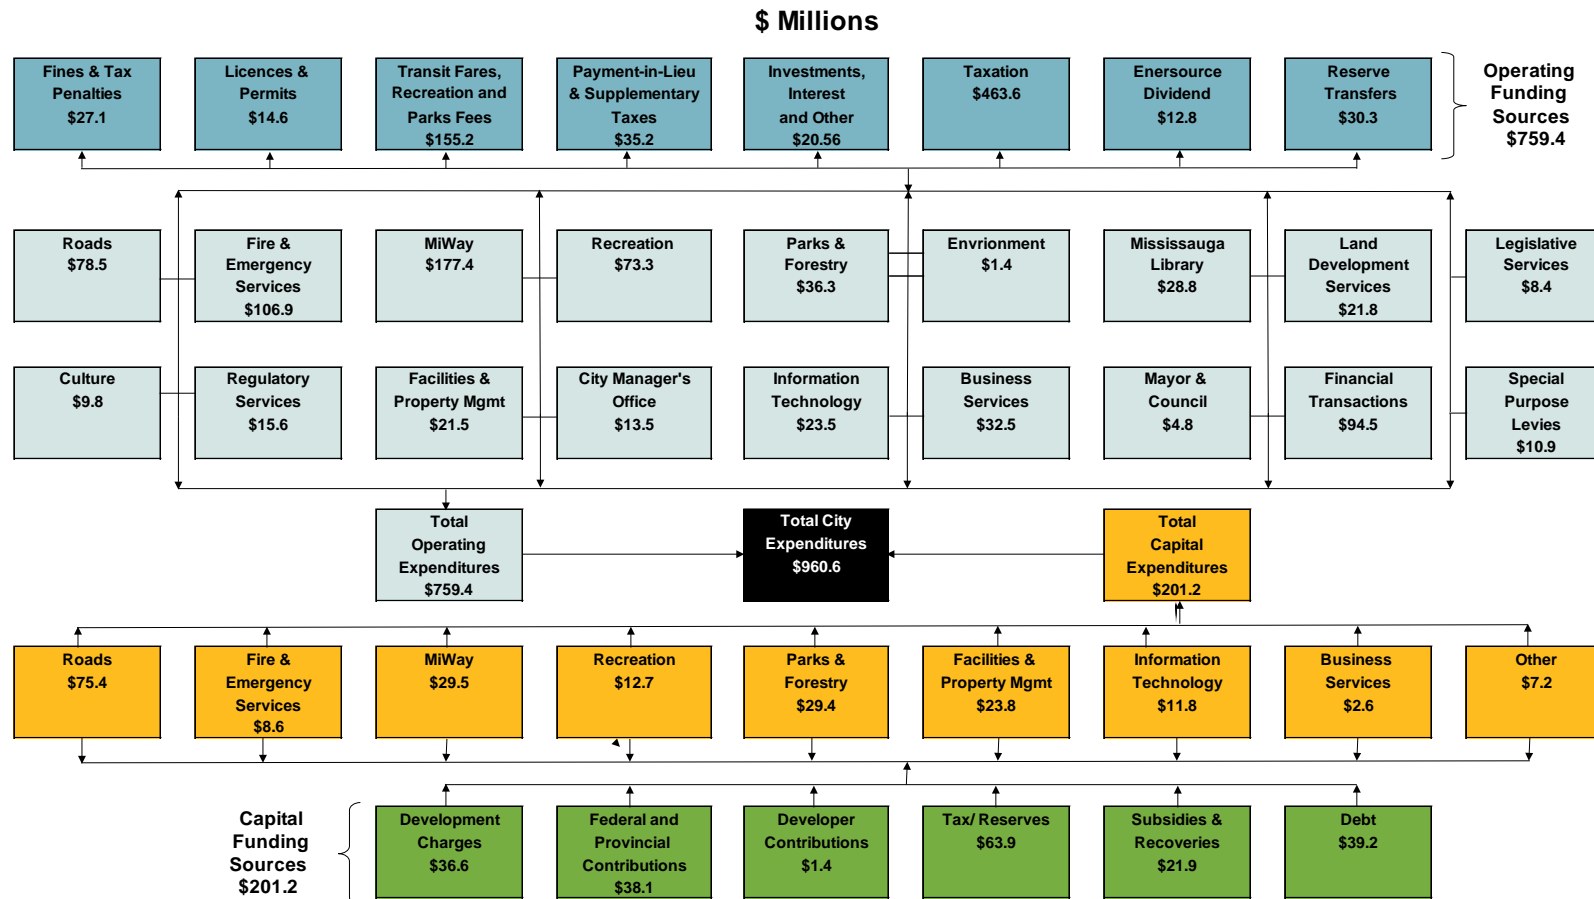 $ Millions
Fines & Tax
Penalties
$27.1
Licences &
Permits
$14.6
Transit Fares,
Recreation and
Parks Fees
$155.2
Payment-in-Lieu
& Supplementary
Taxes
$35.2
Investments,
Interest
and Other
$20.56
Taxation
$463.6
Enersource
Dividend
$12.8
Reserve
Transfers
$30.3
Operating
Funding
Sources
$759.4
Roads
$78.5
Fire &
Emergency
Services
$106.9
MiWay
$177.4
Recreation
$73.3
Parks &
Forestry
$36.3
Envrionment
$1.4
Mississauga
Library
$28.8
Land
Development
Services
$21.8
Legislative
Services
$8.4
Culture
$9.8
Regulatory
Services
$15.6
Facilities &
Property Mgmt
$21.5
City Manager's
Office
$13.5
Information
Technology
$23.5
Business
Services
$32.5
Mayor &
Council
$4.8
Financial
Transactions
$94.5
Special
Purpose
Levies
$10.9
Total
Operating
Expenditures
$759.4
Total City
Expenditures
$960.6
Total
Capital
Expenditures
$201.2
Roads
$75.4
Fire &
Emergency
Services
$8.6
MiWay
$29.5
Recreation
$12.7
Parks &
Forestry
$29.4
Facilities &
Property Mgmt
$23.8
Information
Technology
$11.8
Business
Services
$2.6
Other
$7.2
Capital
Funding
Sources
$201.2
Development
Charges
$36.6
Federal and
Provincial
Contributions
$38.1
Developer
Contributions
$1.4
Tax/ Reserves
$63.9
Subsidies &
Recoveries
$21.9
Debt
$39.2